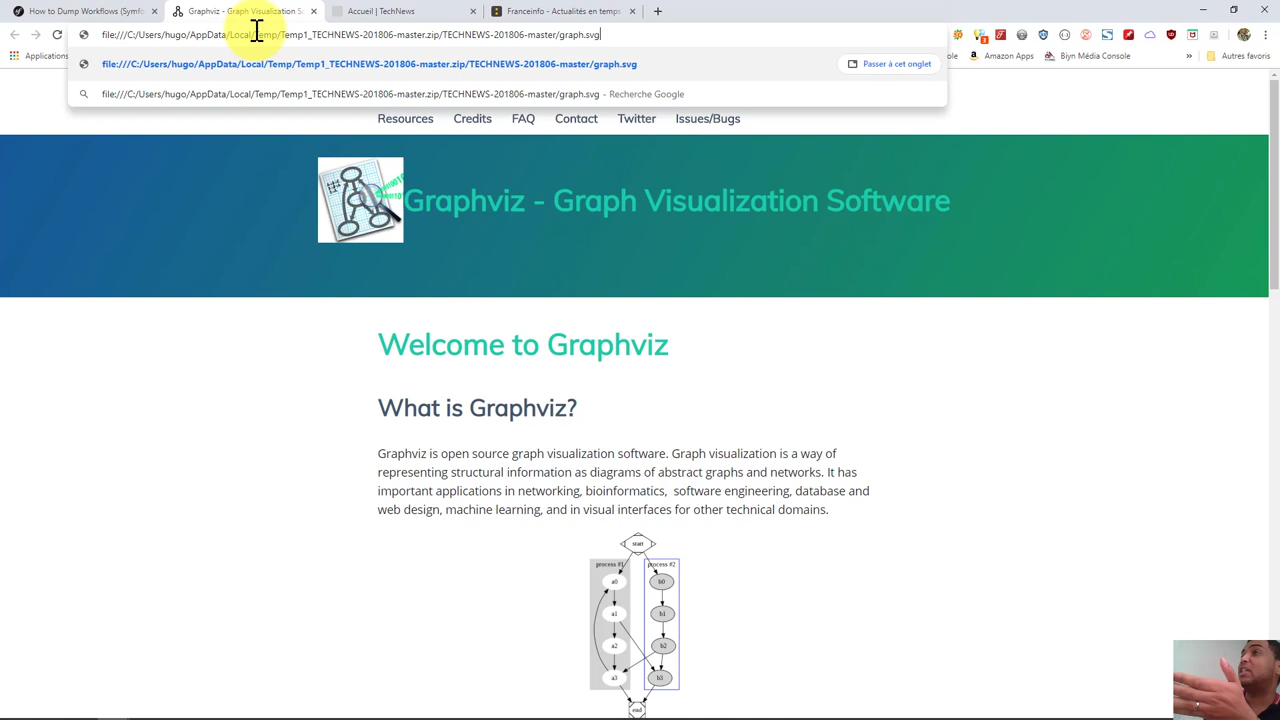 How to Dump Workflows (Symfo
Graphviz - Graph Visualization So
Accueil | TechNews
Franceinfo - Actualités en temps
file:///C:/Users/hugo/AppData/Local/Temp/Temp1_TECHNEWS-201806-master.zip/TECHNEWS-201806-master/graph.svg
Applications
Amazon Apps
Biyn Média Console
»
Autres favoris
file:///C:/Users/hugo/AppData/Local/Temp/Temp1_TECHNEWS-201806-master.zip/TECHNEWS-201806-master/graph.svg
Passer à cet onglet
file:///C:/Users/hugo/AppData/Local/Temp/Temp1_TECHNEWS-201806-master.zip/TECHNEWS-201806-master/graph.svg - Recherche Google
Resources Credits FAQ Contact Twitter Issues/Bugs
Graphviz - Graph Visualization Software
Welcome to Graphviz
What is Graphviz?
Graphviz is open source graph visualization software. Graph visualization is a way of
representing structural information as diagrams of abstract graphs and networks. It has
important applications in networking, bioinformatics, software engineering, database and
web design, machine learning, and in visual interfaces for other technical domains.
start
process #1
process #2
a0
b0
a1
b1
a2
b2
a3
b3
end